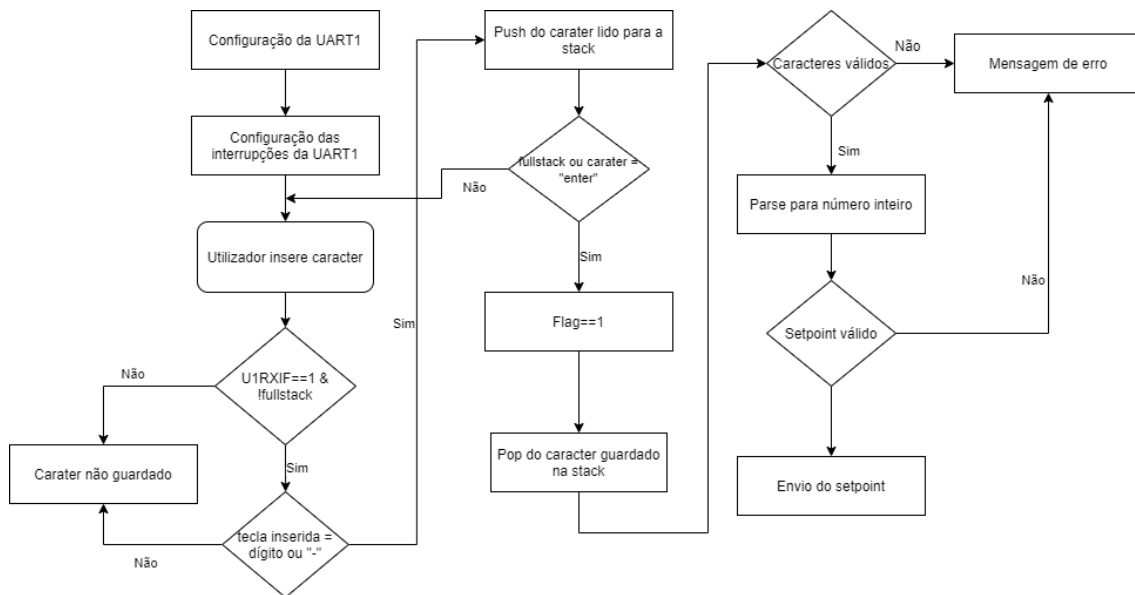 Configuração da UART1
Configuração das
interrupções da UART1
Utilizador insere caracter
U1RXIF==1 &
!fullstack
Não
Sim
Carater não guardado
tecla inserida =
dígito ou "-"
Não
Sim
Push do carater lido para a
stack
fullstack ou carater =
"enter"
Não
Sim
Flag==1
Pop do caracter guardado
na stack
Caracteres válidos
Não
Mensagem de erro
Sim
Parse para número inteiro
Setpoint válido
Não
Sim
Envio do setpoint